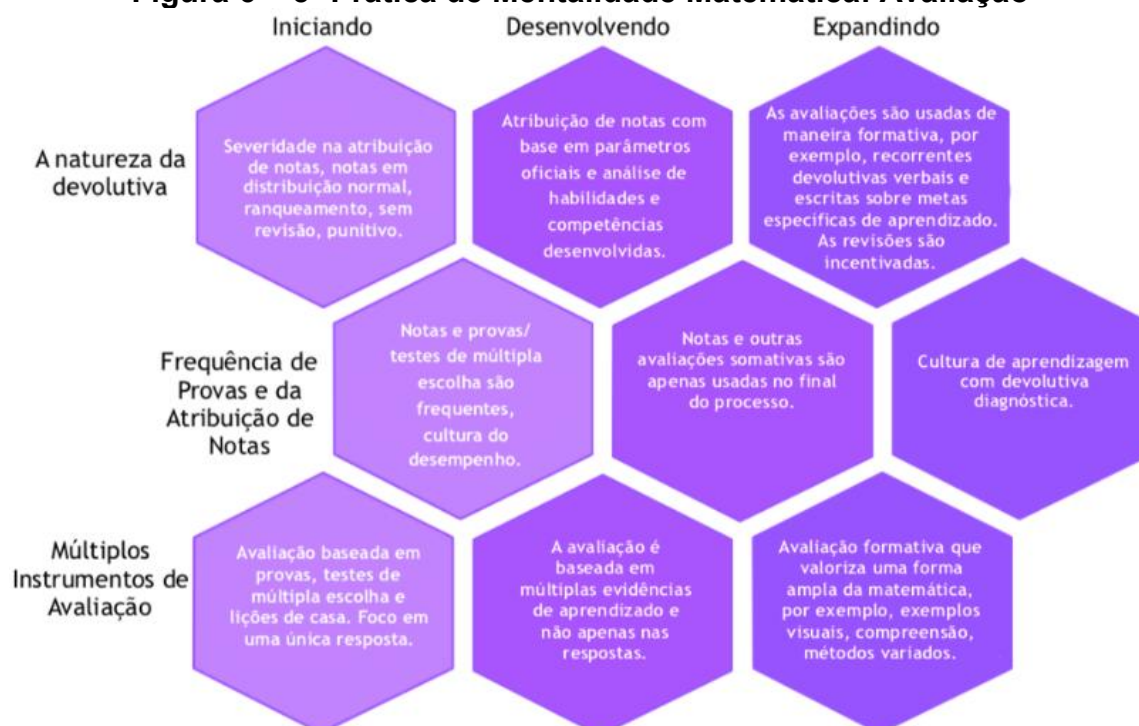 Iniciando
Desenvolvendo
Expandindo
A natureza da
devolutiva
Severidade na atribuição
de notas, notas em
distribuição normal,
ranqueamento, sem
revisão, punitivo.
Atribuição de notas com
base em parâmetros
oficiais e análise de
habilidades e
competências
desenvolvidas.
As avaliações são usadas de
maneira formativa, por
exemplo, recorrentes
devolutivas verbais e
escritas sobre metas
especificas de aprendizado.
As revisões são
incentivadas.
Frequência de
Provas e da
Atribuição de
Notas
Notas e provas/
testes de múltipla
escolha são
frequentes,
cultura do
desempenho.
Notas e outras
avaliações somativas são
apenas usadas no final
do processo.
Cultura de aprendizagem
com devolutiva
diagnóstica.
Múltiplos
Instrumentos de
Avaliação
Avaliação baseada em
provas, testes de
múltipla escolha e
lições de casa. Foco em
uma única resposta.
A avaliação é
baseada em
múltiplas evidências
de aprendizado e
não apenas nas
respostas.
Avaliação formativa que
valoriza uma forma
ampla da matemática,
por exemplo, exemplos
visuais, compreensão,
métodos variados.